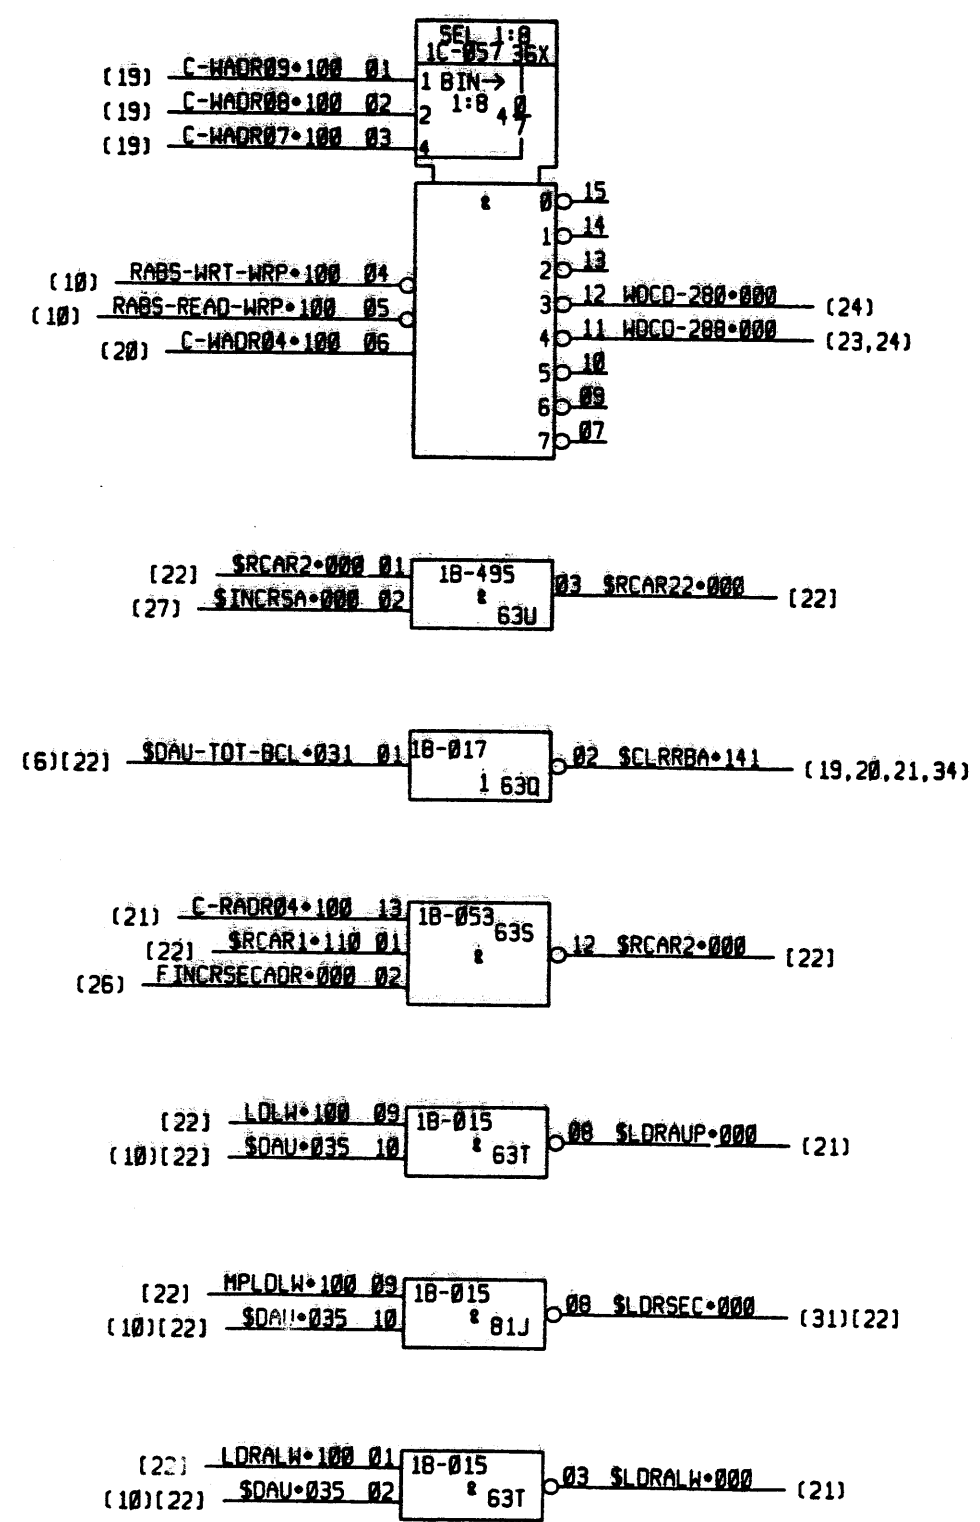 SEL 1:8
1C-057 36X
(19) C-WADR09•100 01 1 BIN→
(19) C-WADR08•100 02 2 1:8 4 0
7
(19) C-WADR07•100 03 4
& 0 15
1 14
2 13
(10) RABS-WRT-WRP•100 04
3 12 WDCD-280•000 (24)
(10) RABS-READ-WRP•100 05
4 11 WDCD-288•000 (23,24)
(20) C-WADR04•100 06
5 10
6 09
7 07
[22] $RCAR2•000 01 1B-495
& 03 $RCAR22•000 [22]
(27) $INCRSA•000 02
63U
(6)[22] $DAU-TOT-BCL•031 01 1B-017 02 $CLRRBA•141 (19,20,21,34)
1 63Q
(21) C-RADR04•100 13 1B-053
63S
[22] $RCAR1•110 01 & 12 $RCAR2•000 [22]
(26) FINCRSECADR•000 02
[22] LDLW•100 09 1B-015
& 08 $LDRAUP•000 (21)
(10)[22] $DAU•035 10 63T
[22] MPLDLW•100 09 1B-015
& 08 $LDRSEC•000 (31)[22]
(10)[22] $DAU•035 10 81J
[22] LDRALW•100 01 1B-015
& 03 $LDRALW•000 (21)
(10)[22] $DAU•035 02 63T